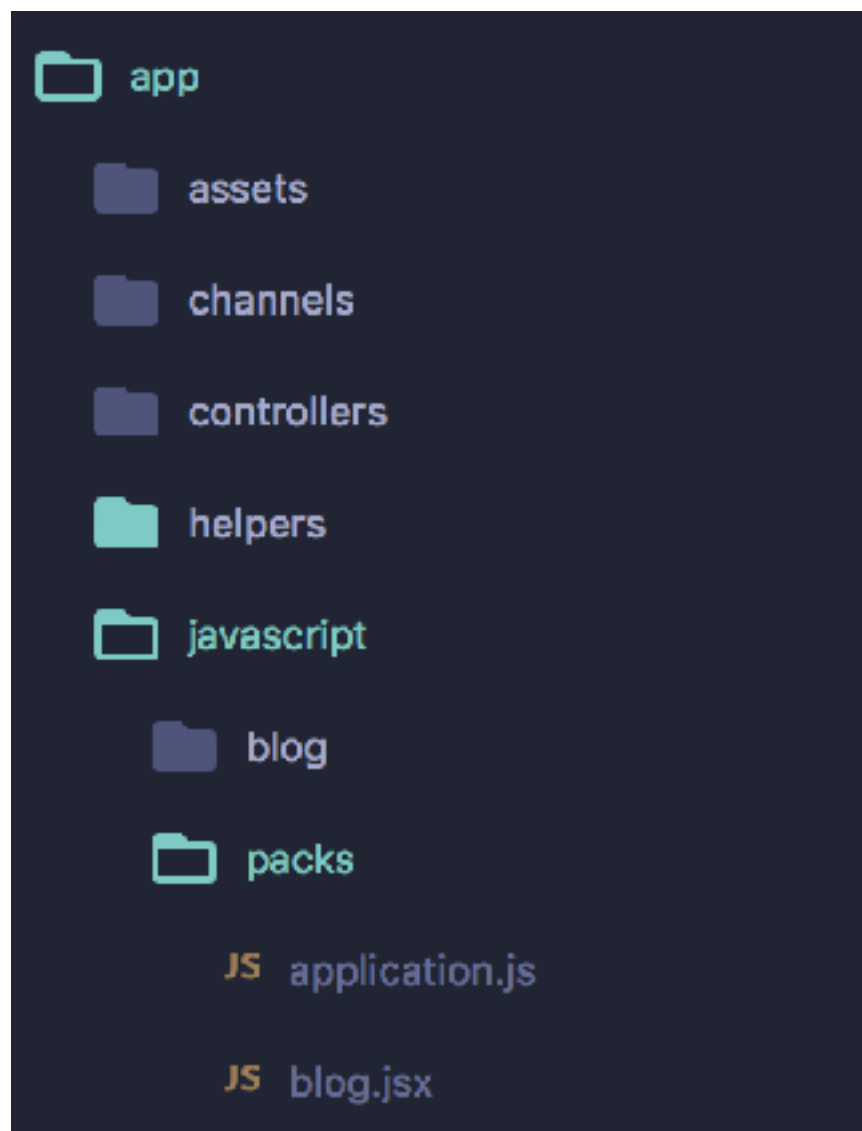 app
assets
channels
controllers
helpers
javascript
blog
packs
JS application.js
JS blog.jsx